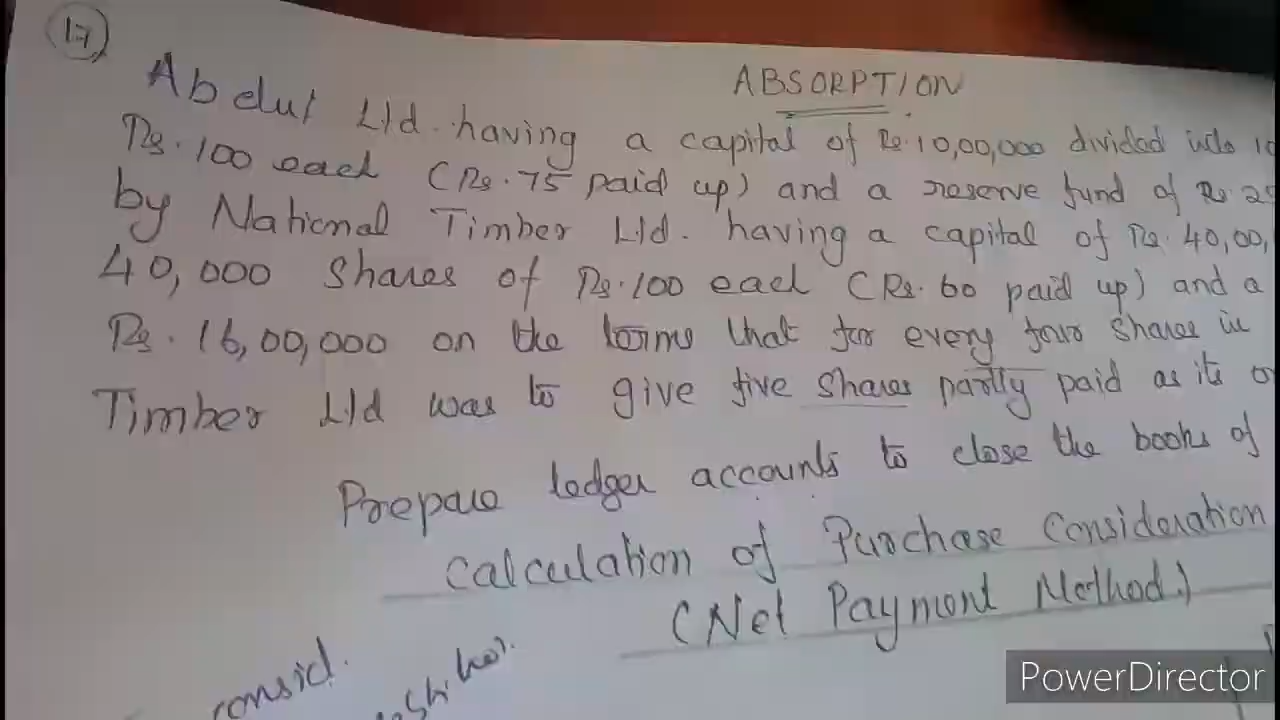 17
ABSORPTION
Abdul Ltd. having a capital of Rs. 10,00,000 divided into 10
Rs. 100 each (Rs. 75 paid up) and a reserve fund of Rs. 25
by National Timber Ltd. having a capital of Rs. 40,00,
40,000 shares of Rs. 100 each (Rs. 60 paid up) and a
Rs. 16,00,000 on the terms that for every four shares in
Timber Ltd was to give five shares partly paid as its
Prepare ledger accounts to close the books of
Calculation of Purchase Consideration
(Net Payment Method.)
consid.
PowerDirector